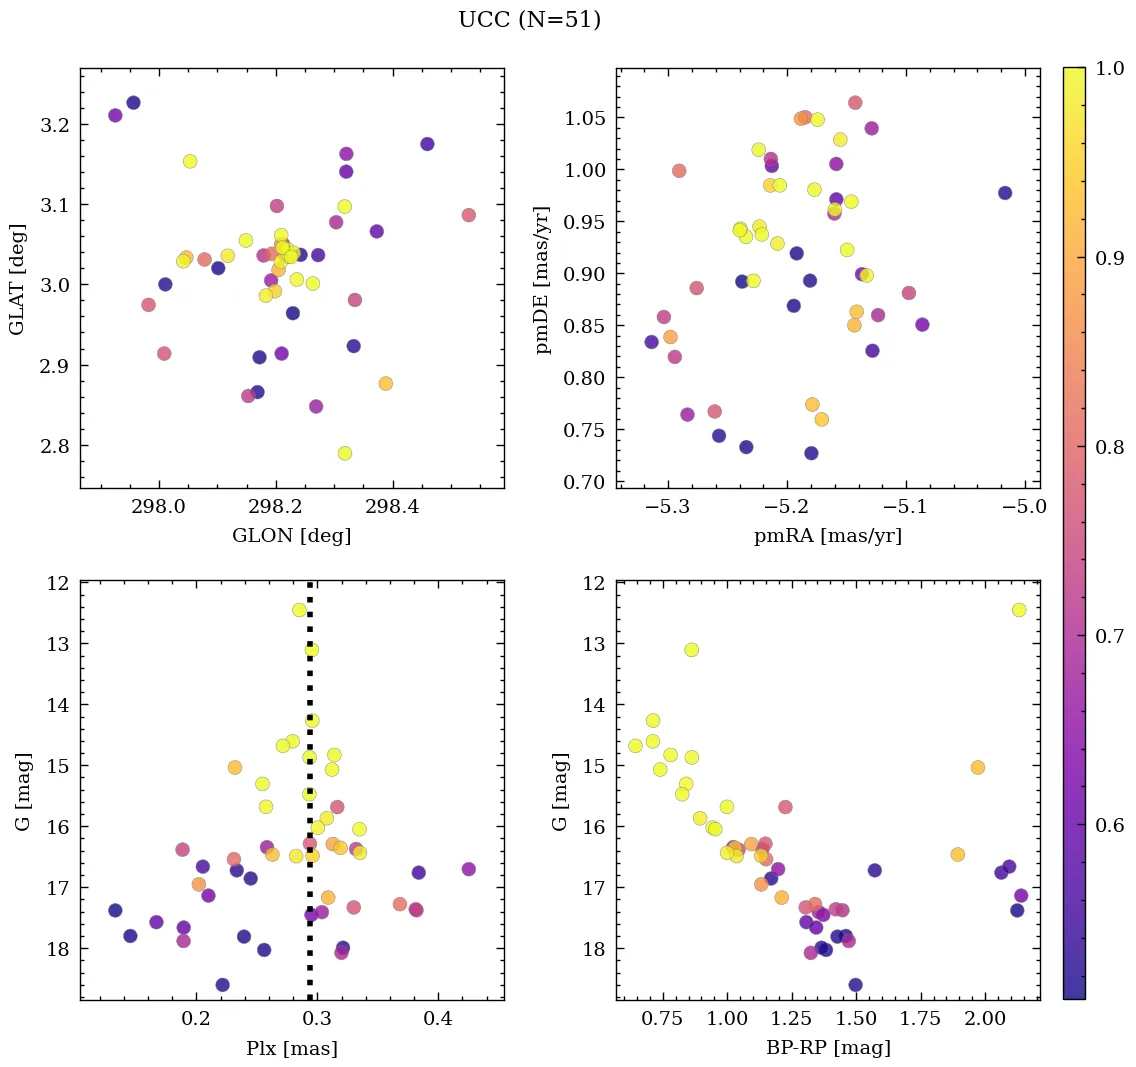 UCC (N=51)
3.2
3.1
3.0
2.9
2.8
298.0 298.2 298.4
GLON [deg]
GLAT [deg]
1.05
1.00
0.95
0.90
0.85
0.80
0.75
0.70
−5.3 −5.2 −5.1 −5.0
pmRA [mas/yr]
pmDE [mas/yr]
1.0
0.9
0.8
0.7
0.6
12
13
14
15
16
17
18
0.2 0.3 0.4
Plx [mas]
G [mag]
12
13
14
15
16
17
18
0.75 1.00 1.25 1.50 1.75 2.00
BP-RP [mag]
G [mag]